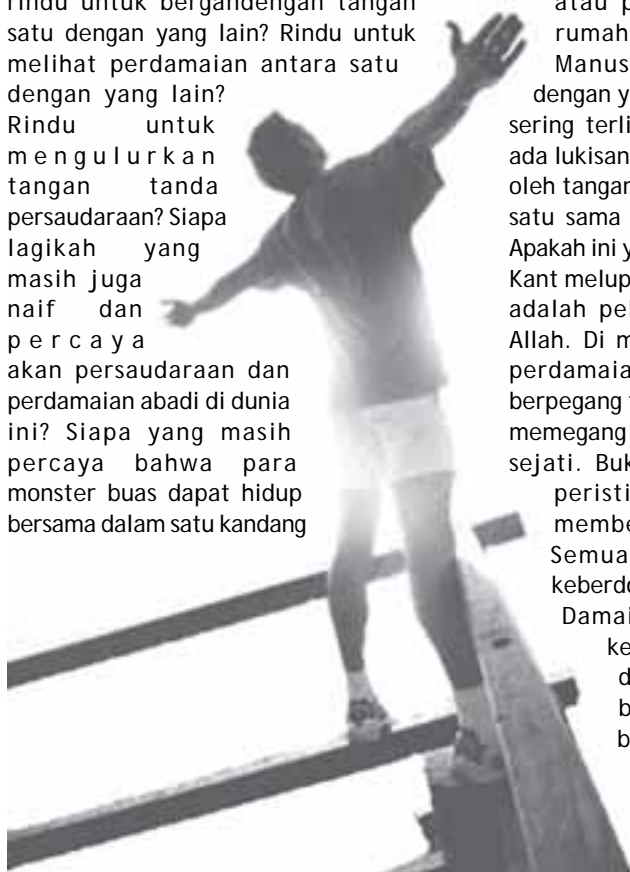 rindu untuk bergandengan tangan
satu dengan yang lain? Rindu untuk
melihat perdamaian antara satu
dengan yang lain?
Rindu untuk
mengulurkan
tangan tanda
persaudaraan? Siapa
lagikah yang
masih juga
naif dan
percaya
akan persaudaraan dan
perdamaian abadi di dunia
ini? Siapa yang masih
percaya bahwa para
monster buas dapat hidup
bersama dalam satu kandang
atau p
rumah
Manus
dengan y
sering terli
ada lukisan
oleh tangan
satu sama
Apakah ini y
Kant melup
adalah pel
Allah. Di m
perdamaia
berpegang
memegang
sejati. Buk
peristi
membe
Semua
keberd
Damai
ke
d
b
b